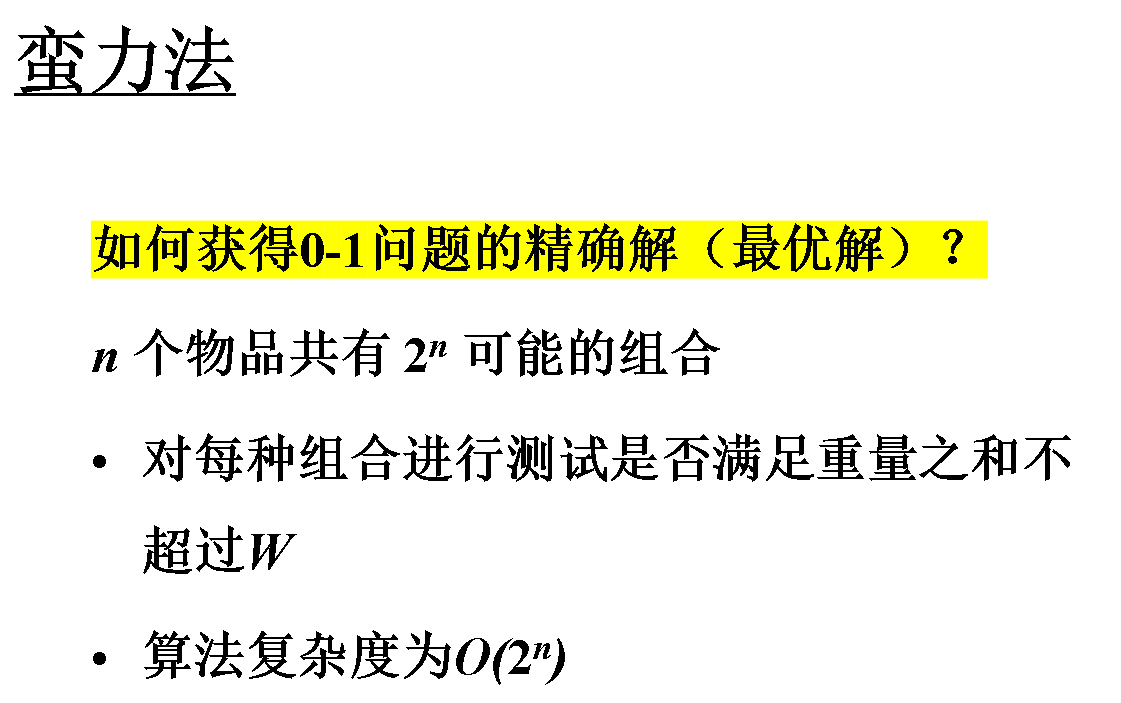 蛮力法
如何获得0-1问题的精确解（最优解）？
n 个物品共有 2ⁿ 可能的组合
• 对每种组合进行测试是否满足重量之和不
超过W
• 算法复杂度为O(2ⁿ)